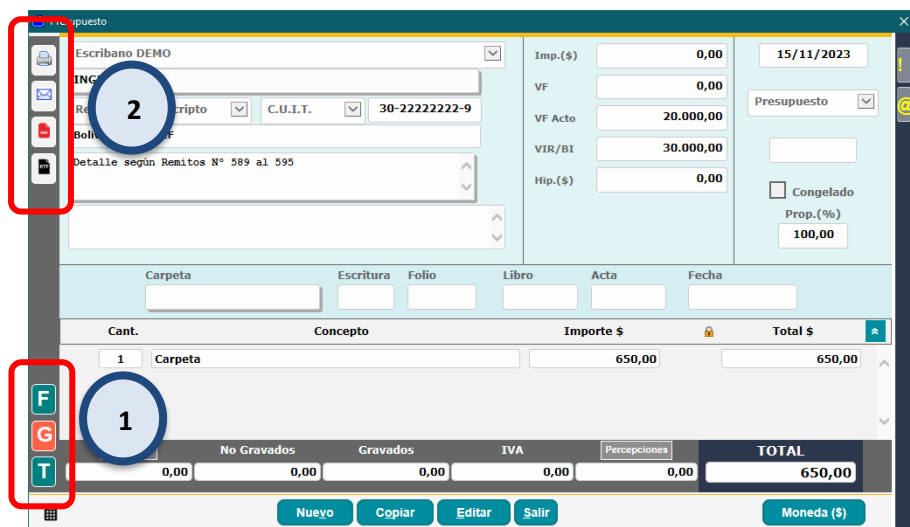 Presupuesto
Escribano DEMO
Imp.($) 0,00 15/11/2023
ING
VF 0,00
2 cripto C.U.I.T. 30-22222222-9
Presupuesto
VF Acto 20.000,00
PDF
VIR/BI 30.000,00
Detalle según Remitos N° 589 al 595
RTF
Hip.($) 0,00
Congelado
Prop.(%)
100,00
! @
Carpeta Escritura Folio Libro Acta Fecha
Cant. Concepto Importe $ Total $
1 Carpeta 650,00 650,00
F
G
T
1
No Gravados Gravados IVA Percepciones TOTAL
0,00 0,00 0,00 0,00 0,00 650,00
Nuevo Copiar Editar Salir Moneda ($)